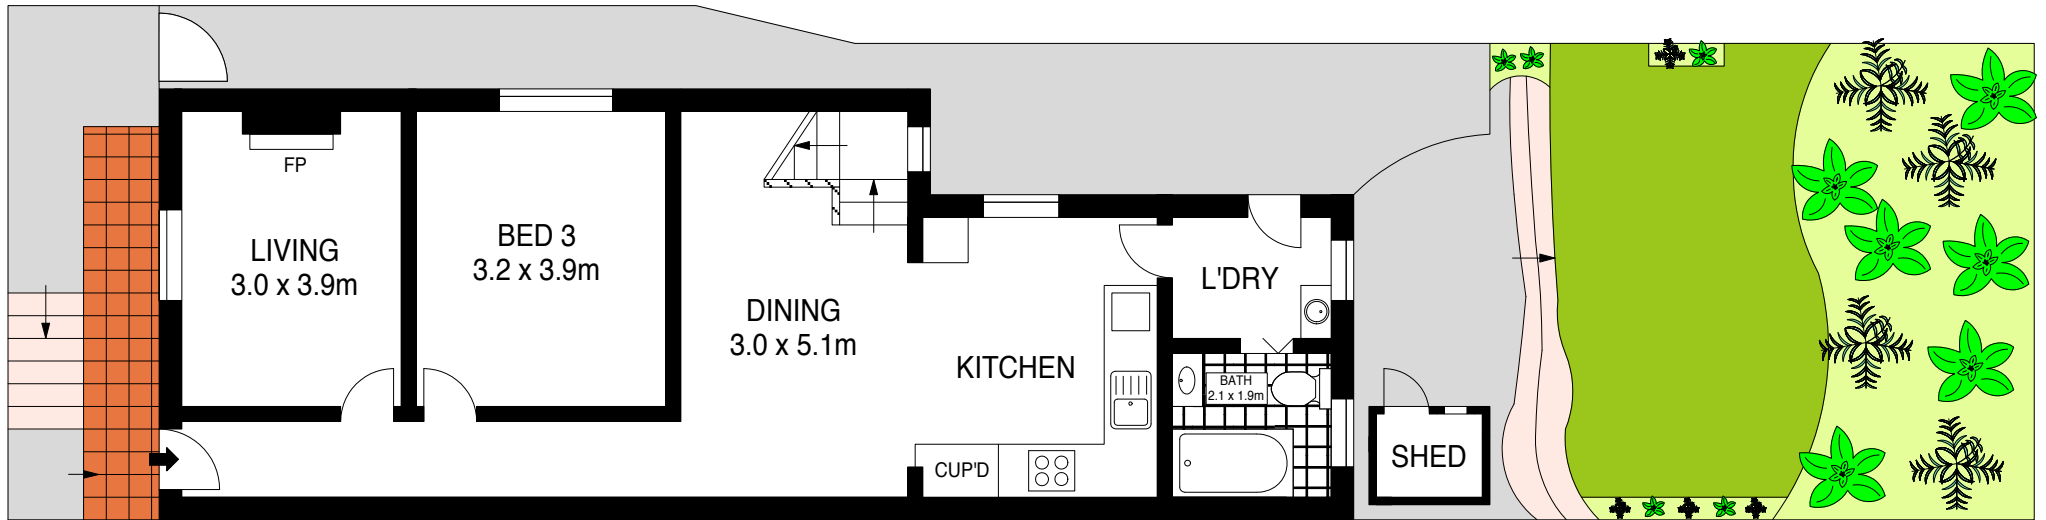 FP
LIVING
3.0 x 3.9m
BED 3
3.2 x 3.9m
DINING
3.0 x 5.1m
KITCHEN
CUP'D
L'DRY
BATH
2.1 x 1.9m
SHED